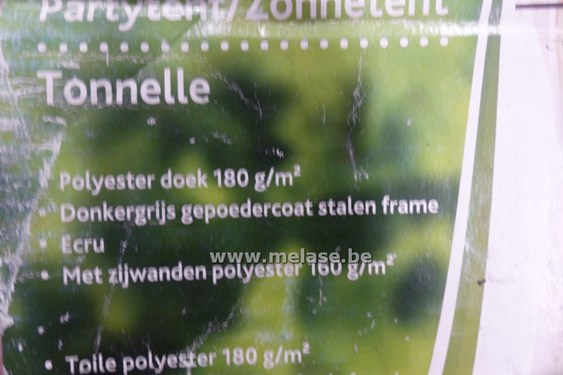 Partytent/Zonnetent
Tonnelle
Polyester doek 180 g/m²
• Donkergrijs gepoedercoat stalen frame
• Ecru
www.melase.be
• Met zijwanden polyester 160 g/m²
• Toile polyester 180 g/m²